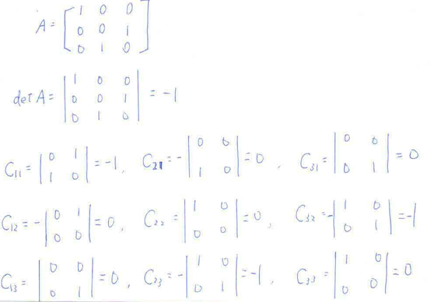 A = [ 1 0 0
0 0 1
0 1 0 ]
det A = | 1 0 0
0 0 1
0 1 0 | = -1
C11 = | 0 1 ; 1 0 | = -1, C21 = - | 0 0 ; 1 0 | = 0, C31 = | 0 0 ; 0 1 | = 0
C12 = - | 0 1 ; 0 0 | = 0, C22 = | 1 0 ; 0 0 | = 0, C32 = - | 1 0 ; 0 1 | = -1
C13 = | 0 0 ; 0 1 | = 0, C23 = - | 1 0 ; 0 1 | = -1, C33 = | 1 0 ; 0 0 | = 0